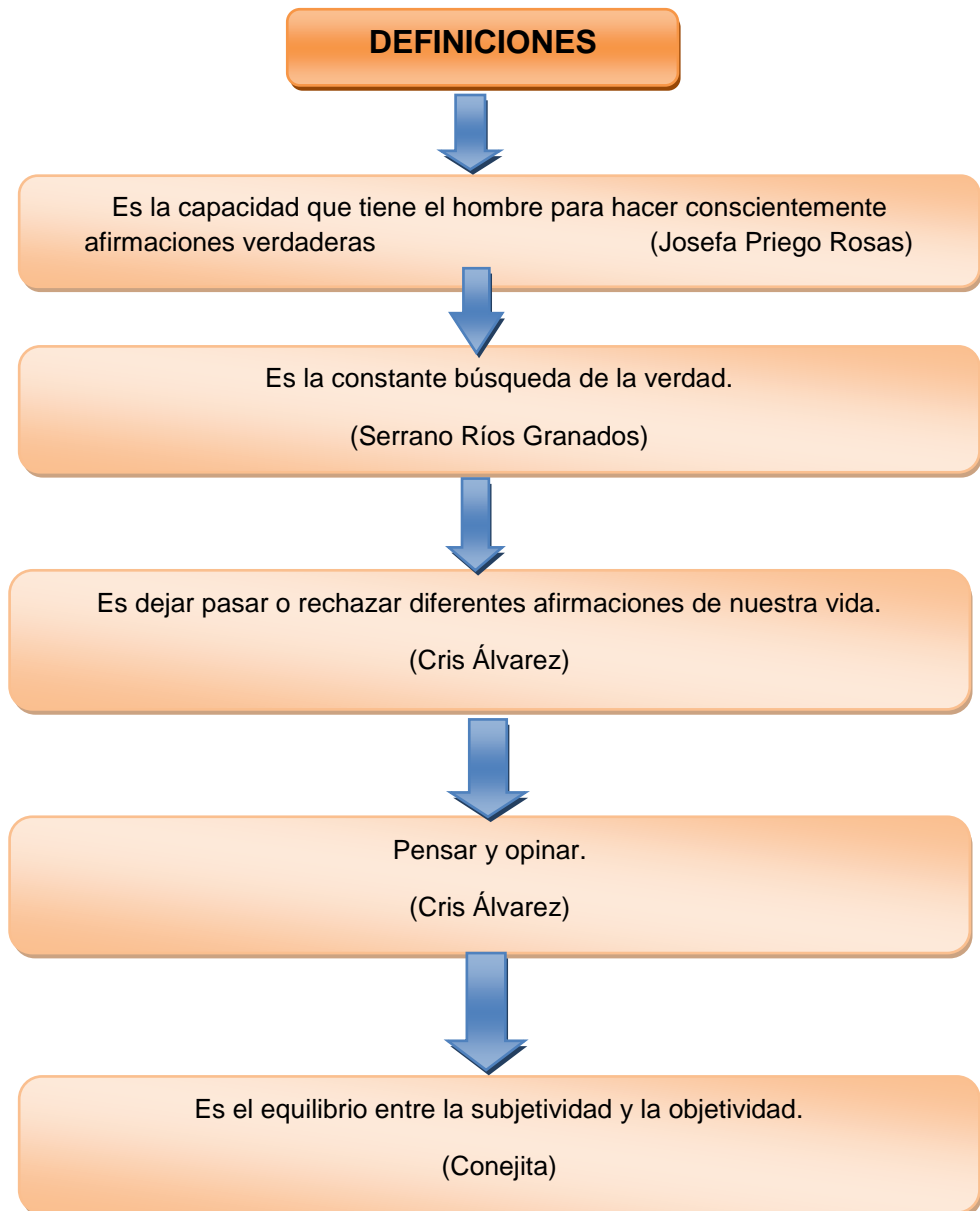 DEFINICIONES
Es la capacidad que tiene el hombre para hacer conscientemente
afirmaciones verdaderas (Josefa Priego Rosas)
Es la constante búsqueda de la verdad.
(Serrano Ríos Granados)
Es dejar pasar o rechazar diferentes afirmaciones de nuestra vida.
(Cris Álvarez)
Pensar y opinar.
(Cris Álvarez)
Es el equilibrio entre la subjetividad y la objetividad.
(Conejita)